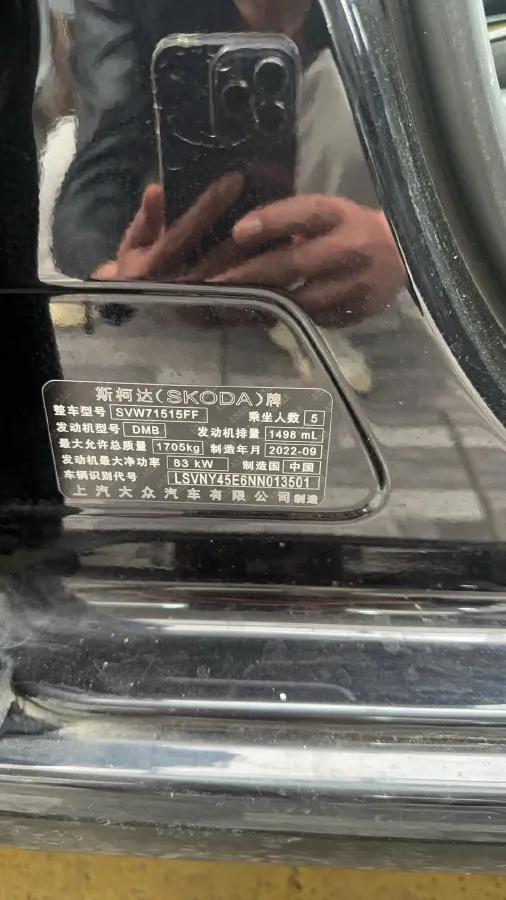 斯柯达(SKODA)牌
整车型号 SVW71515FF 乘坐人数 5
发动机型号 DMB 发动机排量 1498 mL
最大允许总质量 1705kg 制造年月 2022-09
发动机最大净功率 83 kW 制造国 中国
车辆识别代号 LSVNY45E6NN013501
上汽大众汽车有限公司制造